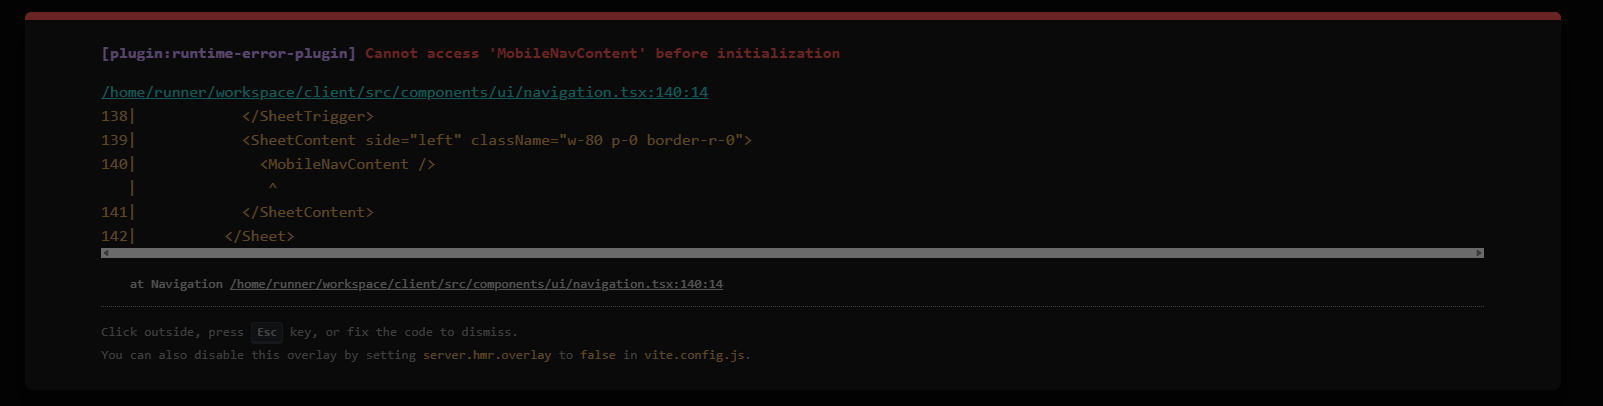 [plugin:runtime-error-plugin] Cannot access 'MobileNavContent' before initialization
/home/runner/workspace/client/src/components/ui/navigation.tsx:140:14
138|            </SheetTrigger>
139|            <SheetContent side="left" className="w-80 p-0 border-r-0">
140|              <MobileNavContent />
   |               ^
141|            </SheetContent>
142|          </Sheet>
at Navigation /home/runner/workspace/client/src/components/ui/navigation.tsx:140:14
Click outside, press Esc key, or fix the code to dismiss.
You can also disable this overlay by setting server.hmr.overlay to false in vite.config.js.